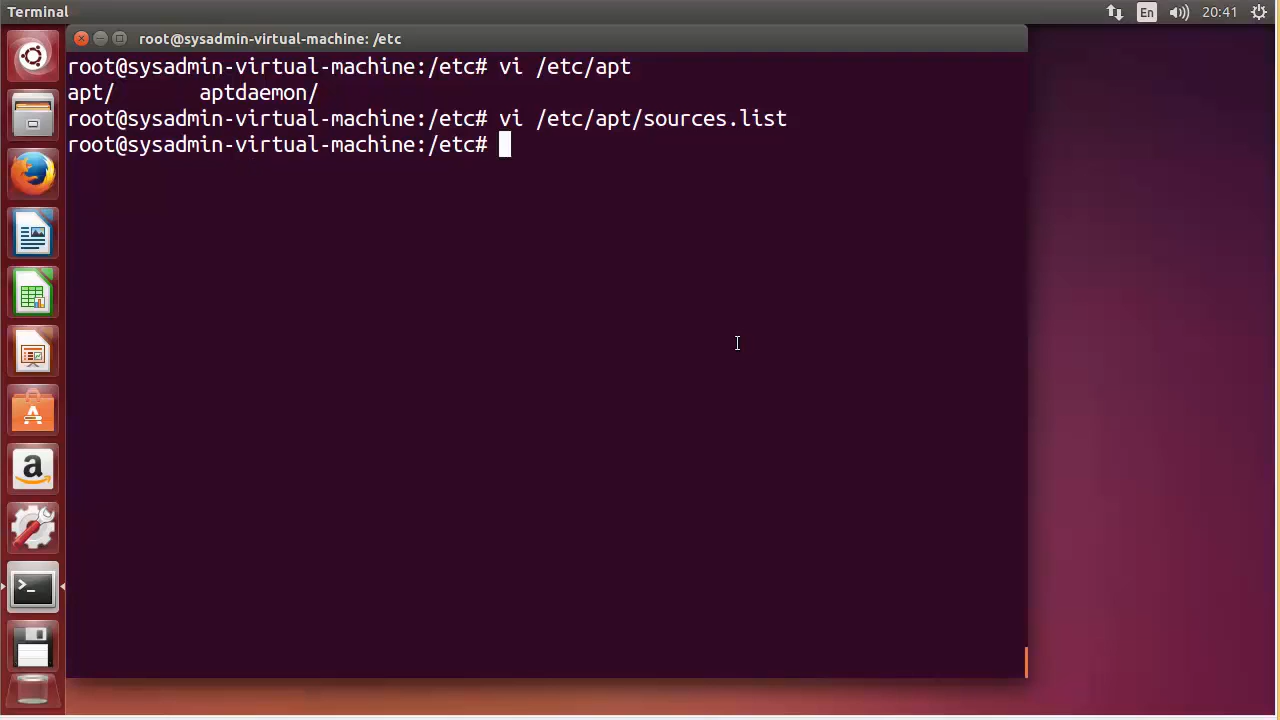 Terminal
En
20:41
root@sysadmin-virtual-machine: /etc
root@sysadmin-virtual-machine:/etc# vi /etc/apt
apt/ aptdaemon/
root@sysadmin-virtual-machine:/etc# vi /etc/apt/sources.list
root@sysadmin-virtual-machine:/etc#